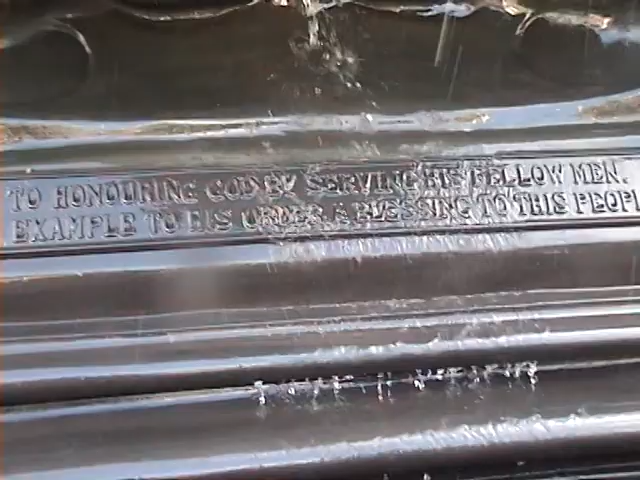 TO HONOURING GOD BY SERVING HIS FELLOW MEN.
EXAMPLE TO HIS ORDER A BLESSING TO THIS PEOPL